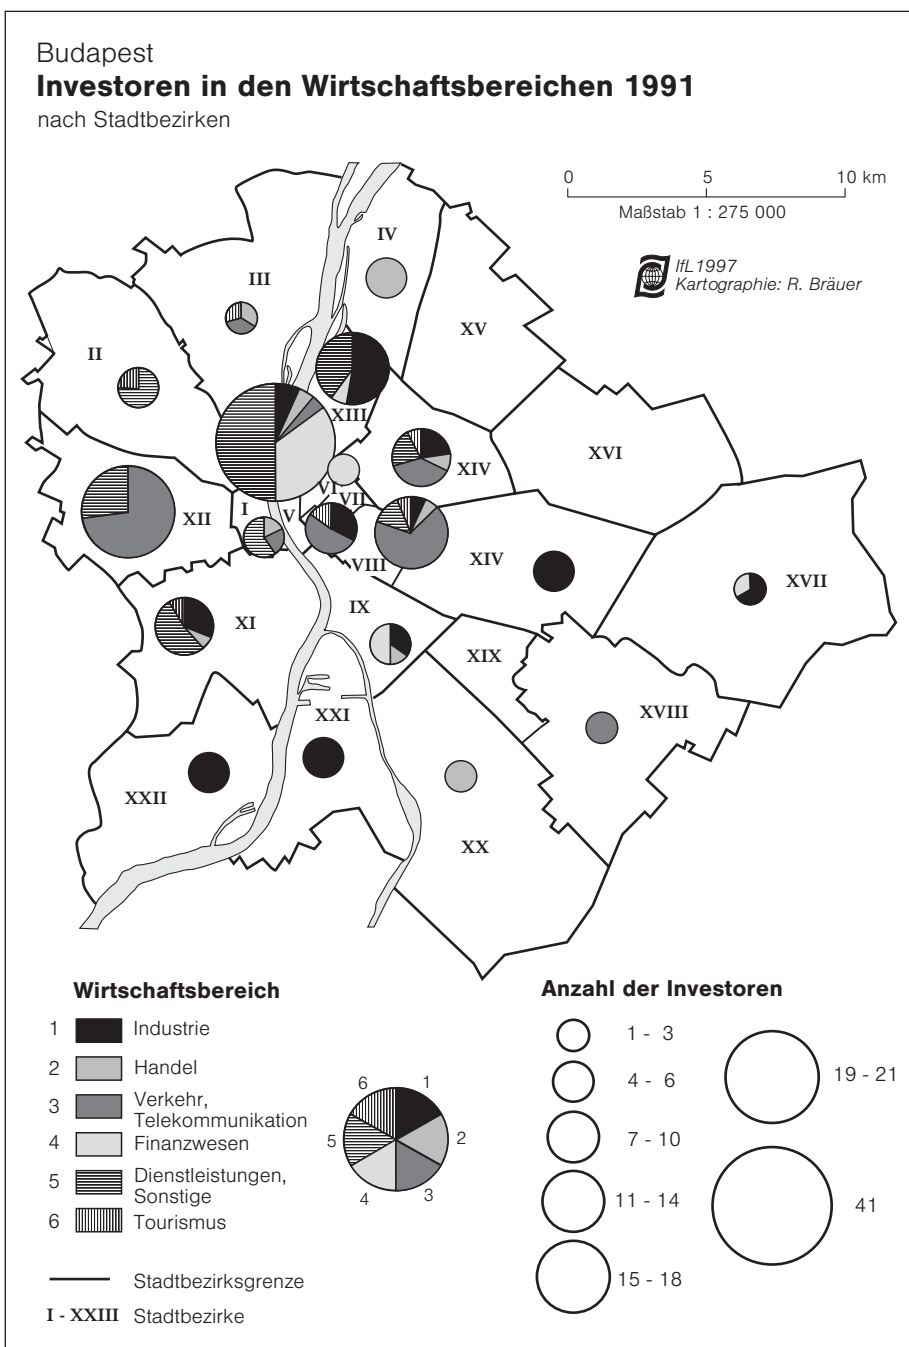 Budapest
Investoren in den Wirtschaftsbereichen 1991
nach Stadtbezirken
0 5 10 km
Maßstab 1 : 275 000
IfL1997
Kartographie: R. Bräuer
IV
III
XV
II
XIII
XVI
XIV
VI
VII
XII
I
V
VIII
XIV
XVII
XI
IX
XIX
XXI
XVIII
XXII
XX
Wirtschaftsbereich
1 Industrie
2 Handel
3 Verkehr,
Telekommunikation
4 Finanzwesen
5 Dienstleistungen,
Sonstige
6 Tourismus
6 1
5 2
4 3
Stadtbezirksgrenze
I - XXIII Stadtbezirke
Anzahl der Investoren
1 - 3
4 - 6
7 - 10
11 - 14
15 - 18
19 - 21
41